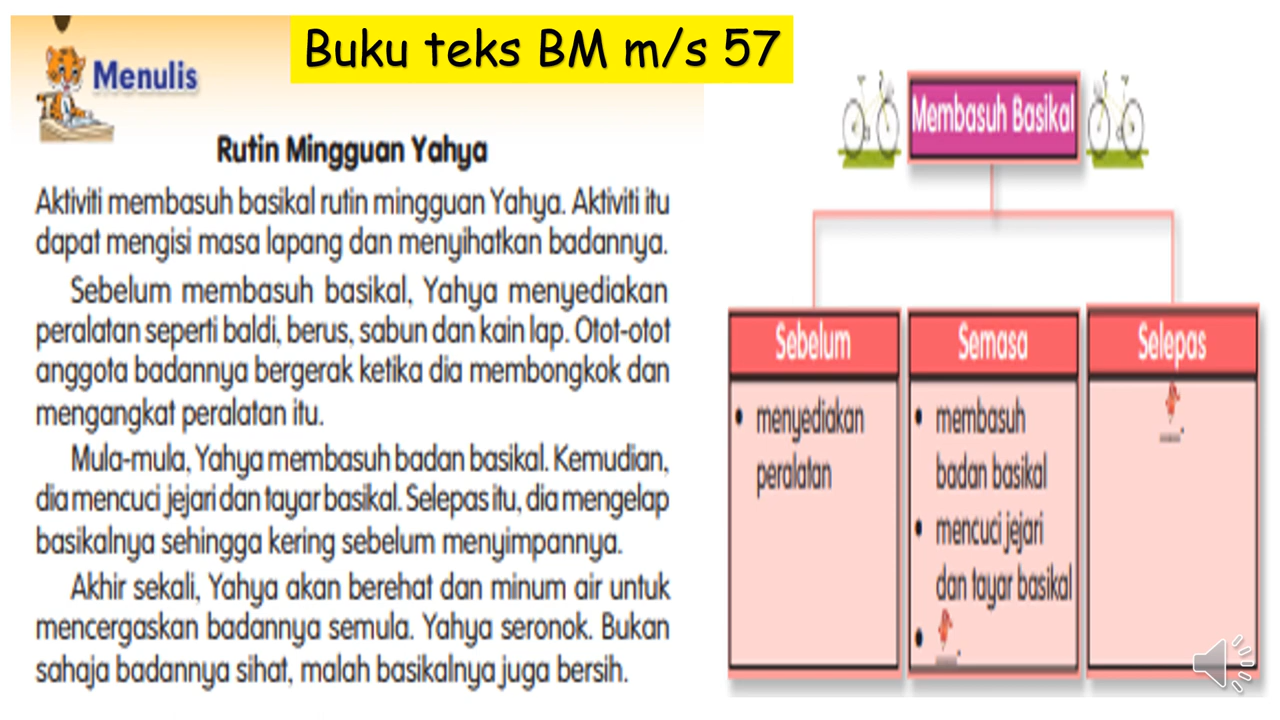 Buku teks BM m/s 57
Menulis
Rutin Mingguan Yahya
Aktiviti membasuh basikal rutin mingguan Yahya. Aktiviti itu
dapat mengisi masa lapang dan menyihatkan badannya.
Sebelum membasuh basikal, Yahya menyediakan
peralatan seperti baldi, berus, sabun dan kain lap. Otot-otot
anggota badannya bergerak ketika dia membongkok dan
mengangkat peralatan itu.
Mula-mula, Yahya membasuh badan basikal. Kemudian,
dia mencuci jejari dan tayar basikal. Selepas itu, dia mengelap
basikalnya sehingga kering sebelum menyimpannya.
Akhir sekali, Yahya akan berehat dan minum air untuk
mencergaskan badannya semula. Yahya seronok. Bukan
sahaja badannya sihat, malah basikalnya juga bersih.
Membasuh Basikal
Sebelum
• menyediakan
peralatan
Semasa
• membasuh
badan basikal
• mencuci jejari
dan tayar basikal
• .
Selepas
.